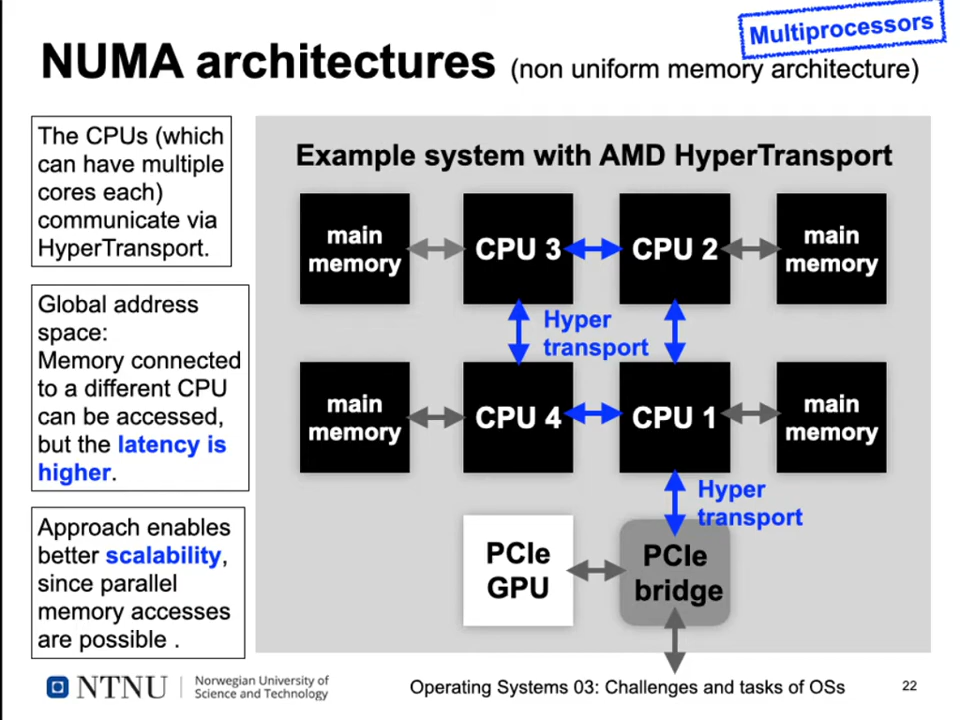 Multiprocessors
NUMA architectures (non uniform memory architecture)
The CPUs (which
can have multiple
cores each)
communicate via
HyperTransport.
Global address
space:
Memory connected
to a different CPU
can be accessed,
but the latency is
higher.
Approach enables
better scalability,
since parallel
memory accesses
are possible .
Example system with AMD HyperTransport
main
memory
CPU 3
CPU 2
main
memory
Hyper
transport
main
memory
CPU 4
CPU 1
main
memory
Hyper
transport
PCIe
GPU
PCIe
bridge
NTNU
Norwegian University of
Science and Technology
Operating Systems 03: Challenges and tasks of OSs
22